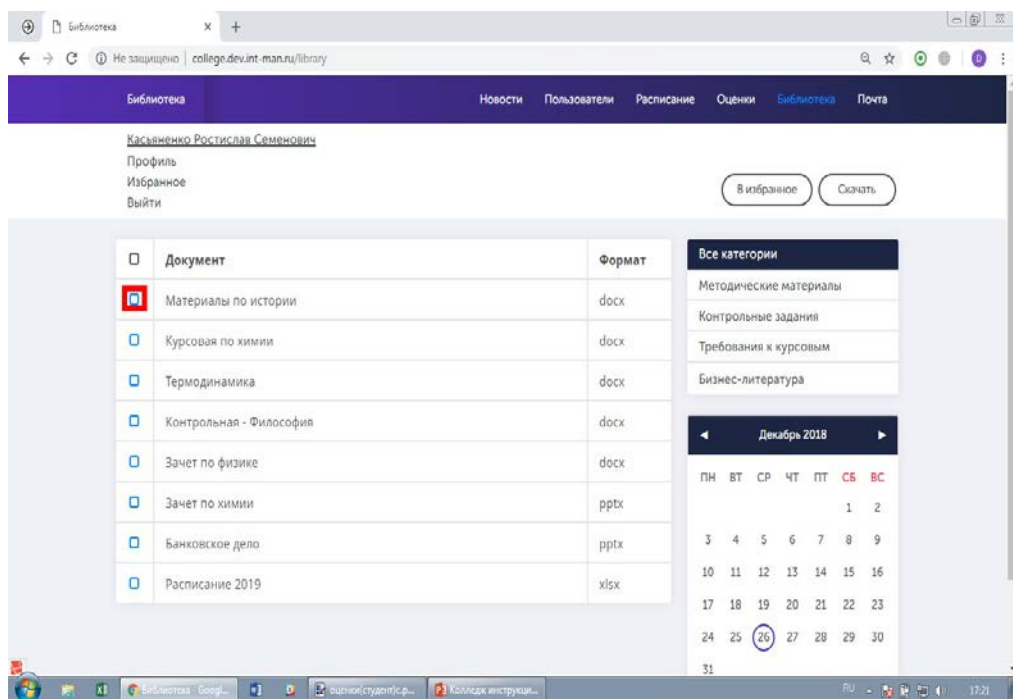 Библиотека
Не защищено | college.dev.int-man.ru/library
D
Библиотека Новости Пользователи Расписание Оценки Библиотека Почта
Касьяненко Ростислав Семенович
Профиль
Избранное
Выйти
В избранное Скачать
Документ Формат
Материалы по истории docx
Курсовая по химии docx
Термодинамика docx
Контрольная - Философия docx
Зачет по физике docx
Зачет по химии pptx
Банковское дело pptx
Расписание 2019 xlsx
Все категории
Методические материалы
Контрольные задания
Требования к курсовым
Бизнес-литература
Декабрь 2018
ПН ВТ СР ЧТ ПТ СБ ВС
1 2
3 4 5 6 7 8 9
10 11 12 13 14 15 16
17 18 19 20 21 22 23
24 25 26 27 28 29 30
31
Библиотека - Googl... оценки(студент)с.р... Колледж инструкци... RU 17:21